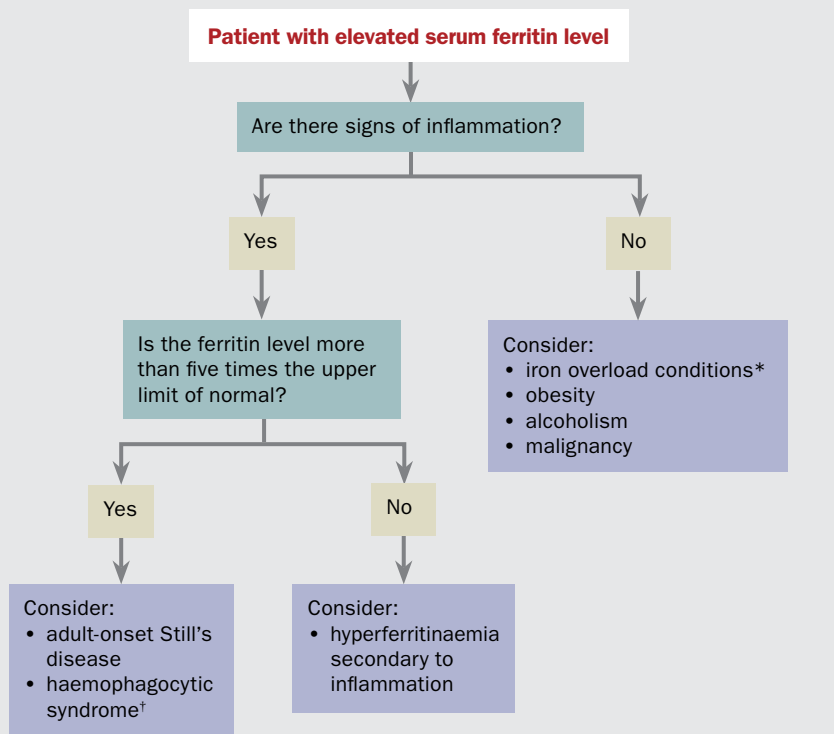 Patient with elevated serum ferritin level
Are there signs of inflammation?
Yes
No
Is the ferritin level more
than five times the upper
limit of normal?
Consider:
• iron overload conditions*
• obesity
• alcoholism
• malignancy
Yes
No
Consider:
• adult-onset Still’s
disease
• haemophagocytic
syndrome†
Consider:
• hyperferritinaemia
secondary to
inflammation